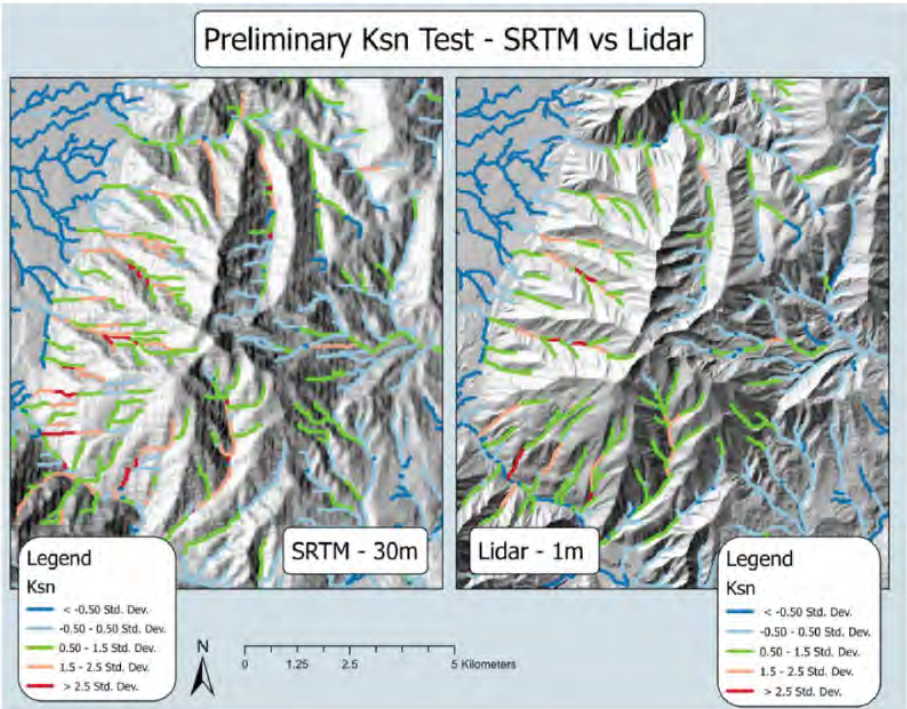 Preliminary Ksn Test - SRTM vs Lidar
SRTM - 30m
Lidar - 1m
Legend
Ksn
< -0.50 Std. Dev.
-0.50 - 0.50 Std. Dev.
0.50 - 1.5 Std. Dev.
1.5 - 2.5 Std. Dev.
> 2.5 Std. Dev.
N
0 1.25 2.5 5 Kilometers
Legend
Ksn
< -0.50 Std. Dev.
-0.50 - 0.50 Std. Dev.
0.50 - 1.5 Std. Dev.
1.5 - 2.5 Std. Dev.
> 2.5 Std. Dev.